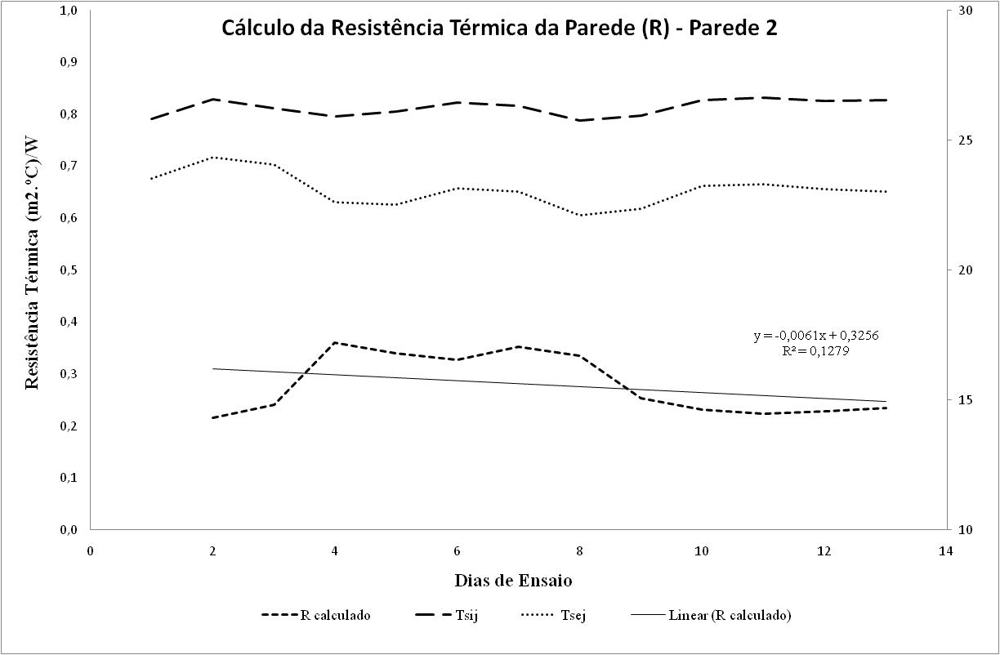 Cálculo da Resistência Térmica da Parede (R) - Parede 2
Resistência Térmica (m2.ºC)/W
1,0
0,9
0,8
0,7
0,6
0,5
0,4
0,3
0,2
0,1
0,0
30
25
20
15
10
y = -0,0061x + 0,3256
R² = 0,1279
0 2 4 6 8 10 12 14
Dias de Ensaio
R calculado Tsij Tsej Linear (R calculado)